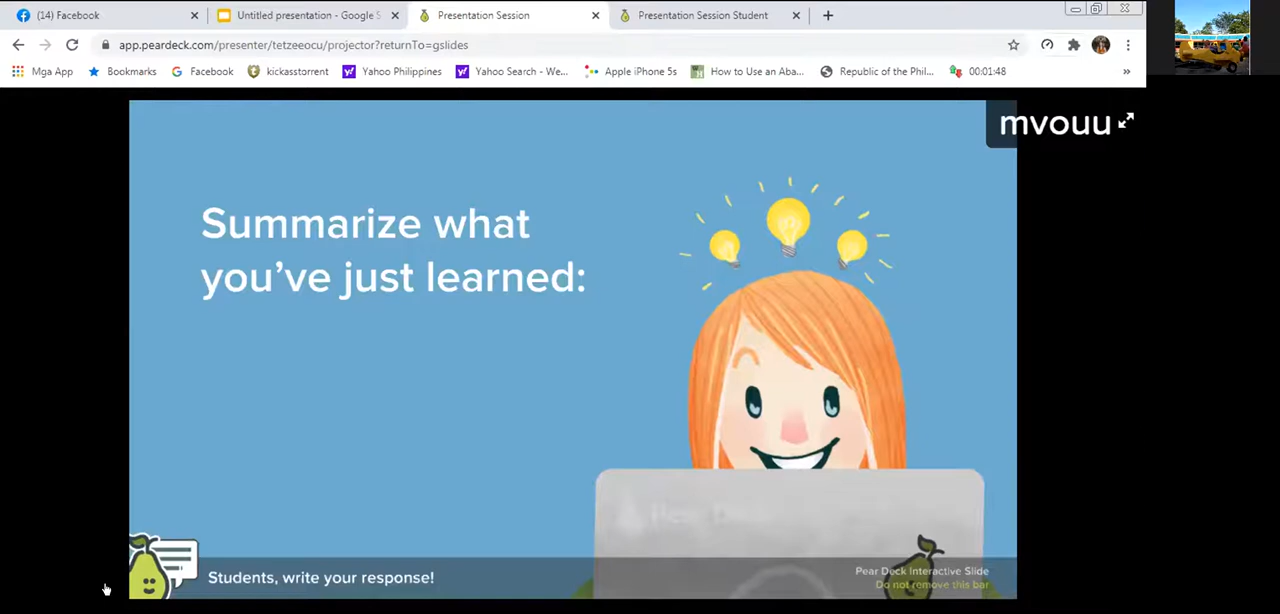 (14) Facebook
Untitled presentation - Google S
Presentation Session
Presentation Session Student
app.peardeck.com/presenter/tetzeeocu/projector?returnTo=gslides
Mga App
Bookmarks
Facebook
kickasstorrent
Yahoo Philippines
Yahoo Search - We...
Apple iPhone 5s
How to Use an Aba...
Republic of the Phil...
00:01:48
mvouu
Summarize what
you've just learned:
Students, write your response!
Pear Deck Interactive Slide
Do not remove this bar